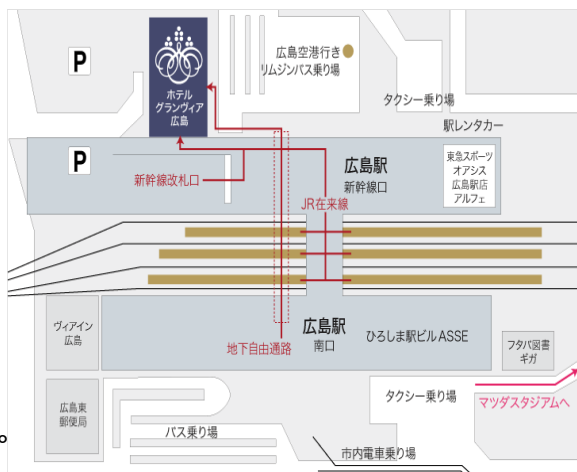 P
ホテル
グランヴィア
広島
広島空港行き
リムジンバス乗り場
タクシー乗り場
駅レンタカー
P
広島駅
新幹線口
東急スポーツ
オアシス
広島駅店
アルフェ
新幹線改札口
JR在来線
ヴィアイン
広島
広島駅
南口
ひろしま駅ビルASSE
地下自由通路
フタバ図書
ギガ
広島東
郵便局
タクシー乗り場
マツダスタジアムへ
バス乗り場
市内電車乗り場